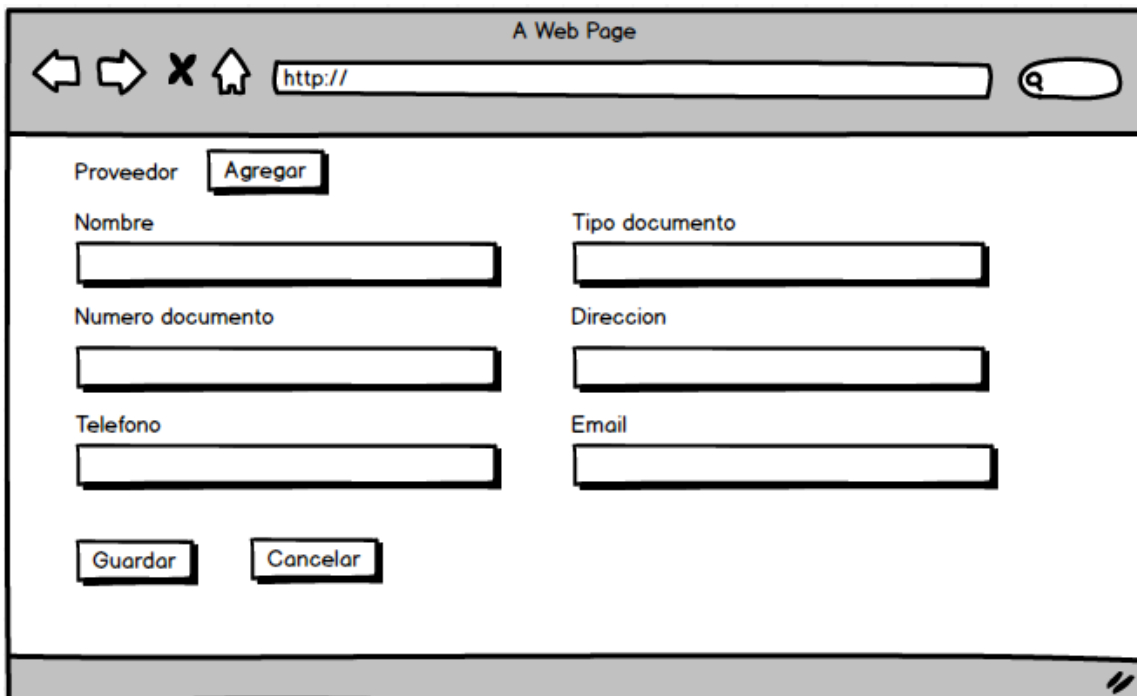 A Web Page
http://
Proveedor Agregar
Nombre Tipo documento
Numero documento Direccion
Telefono Email
Guardar Cancelar